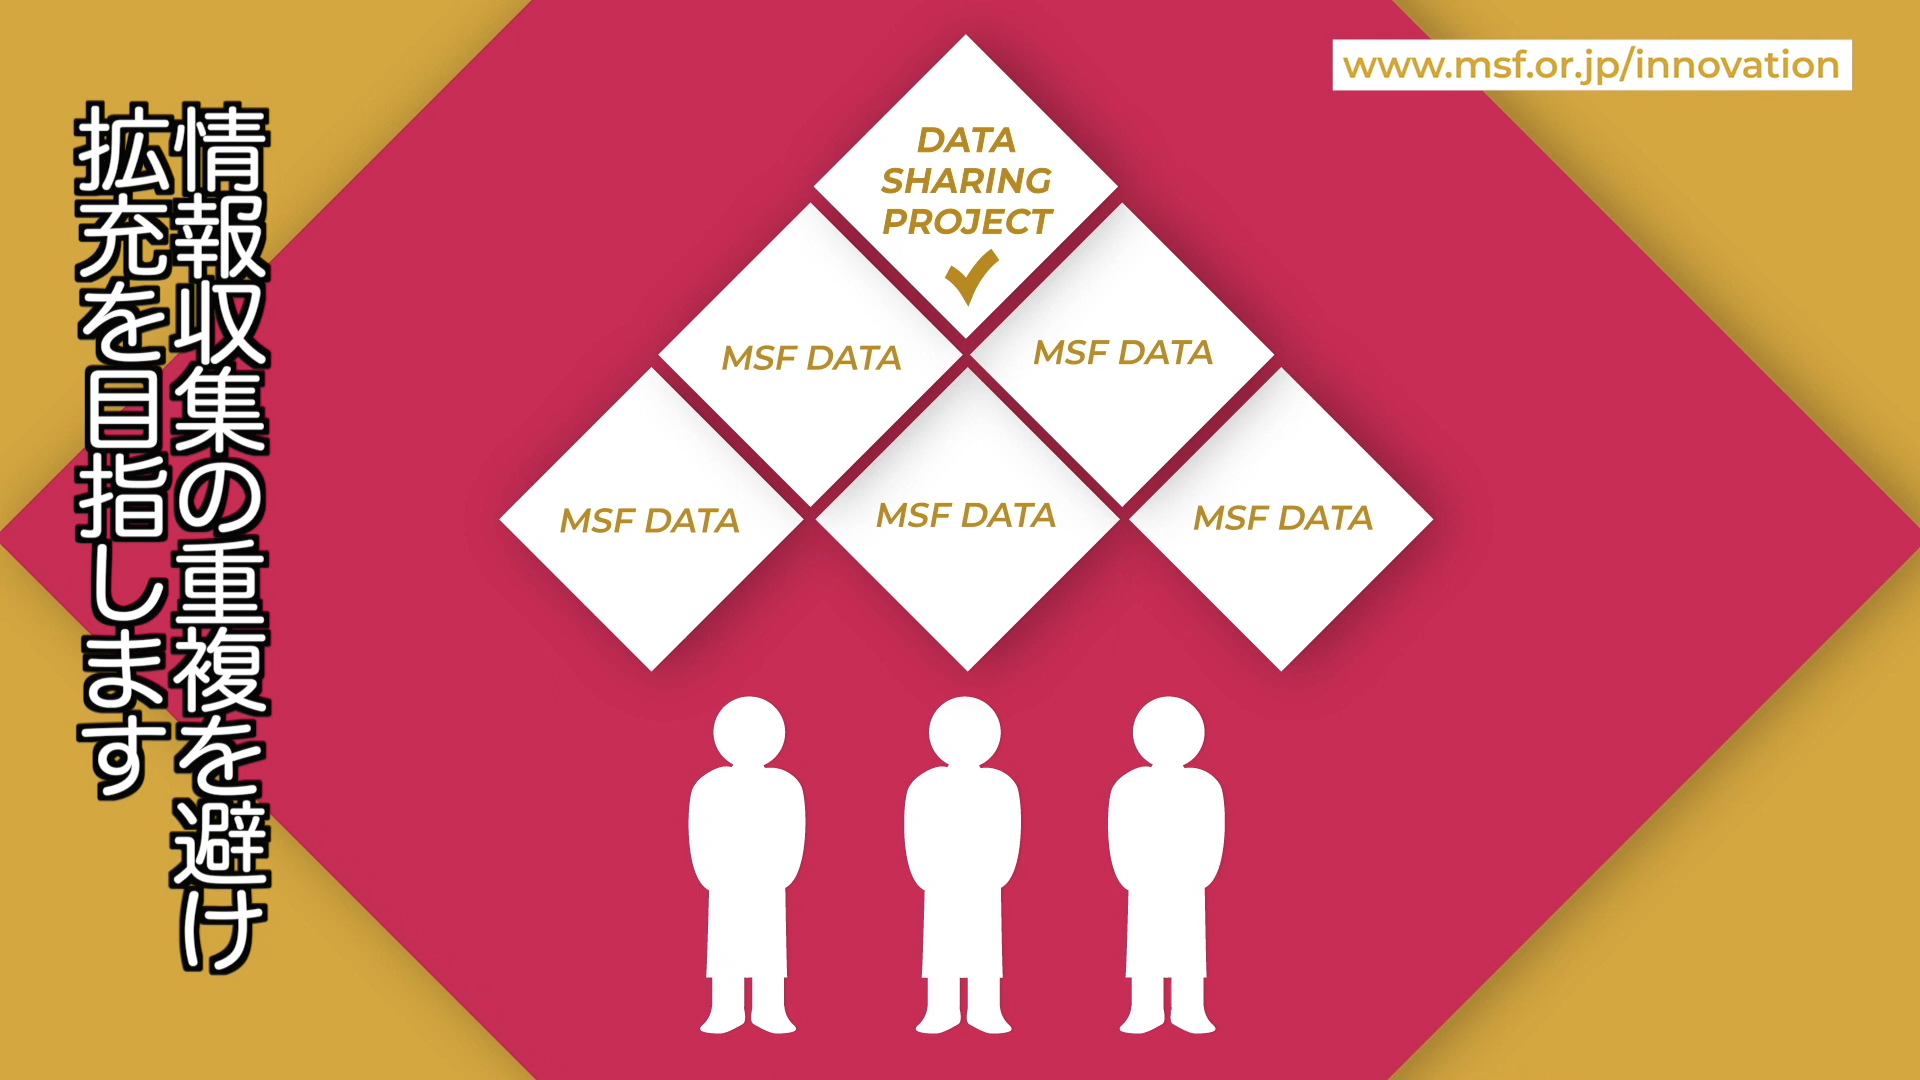 情報収集の重複を避け
拡充を目指します
www.msf.or.jp/innovation
DATA
SHARING
PROJECT
MSF DATA
MSF DATA
MSF DATA
MSF DATA
MSF DATA